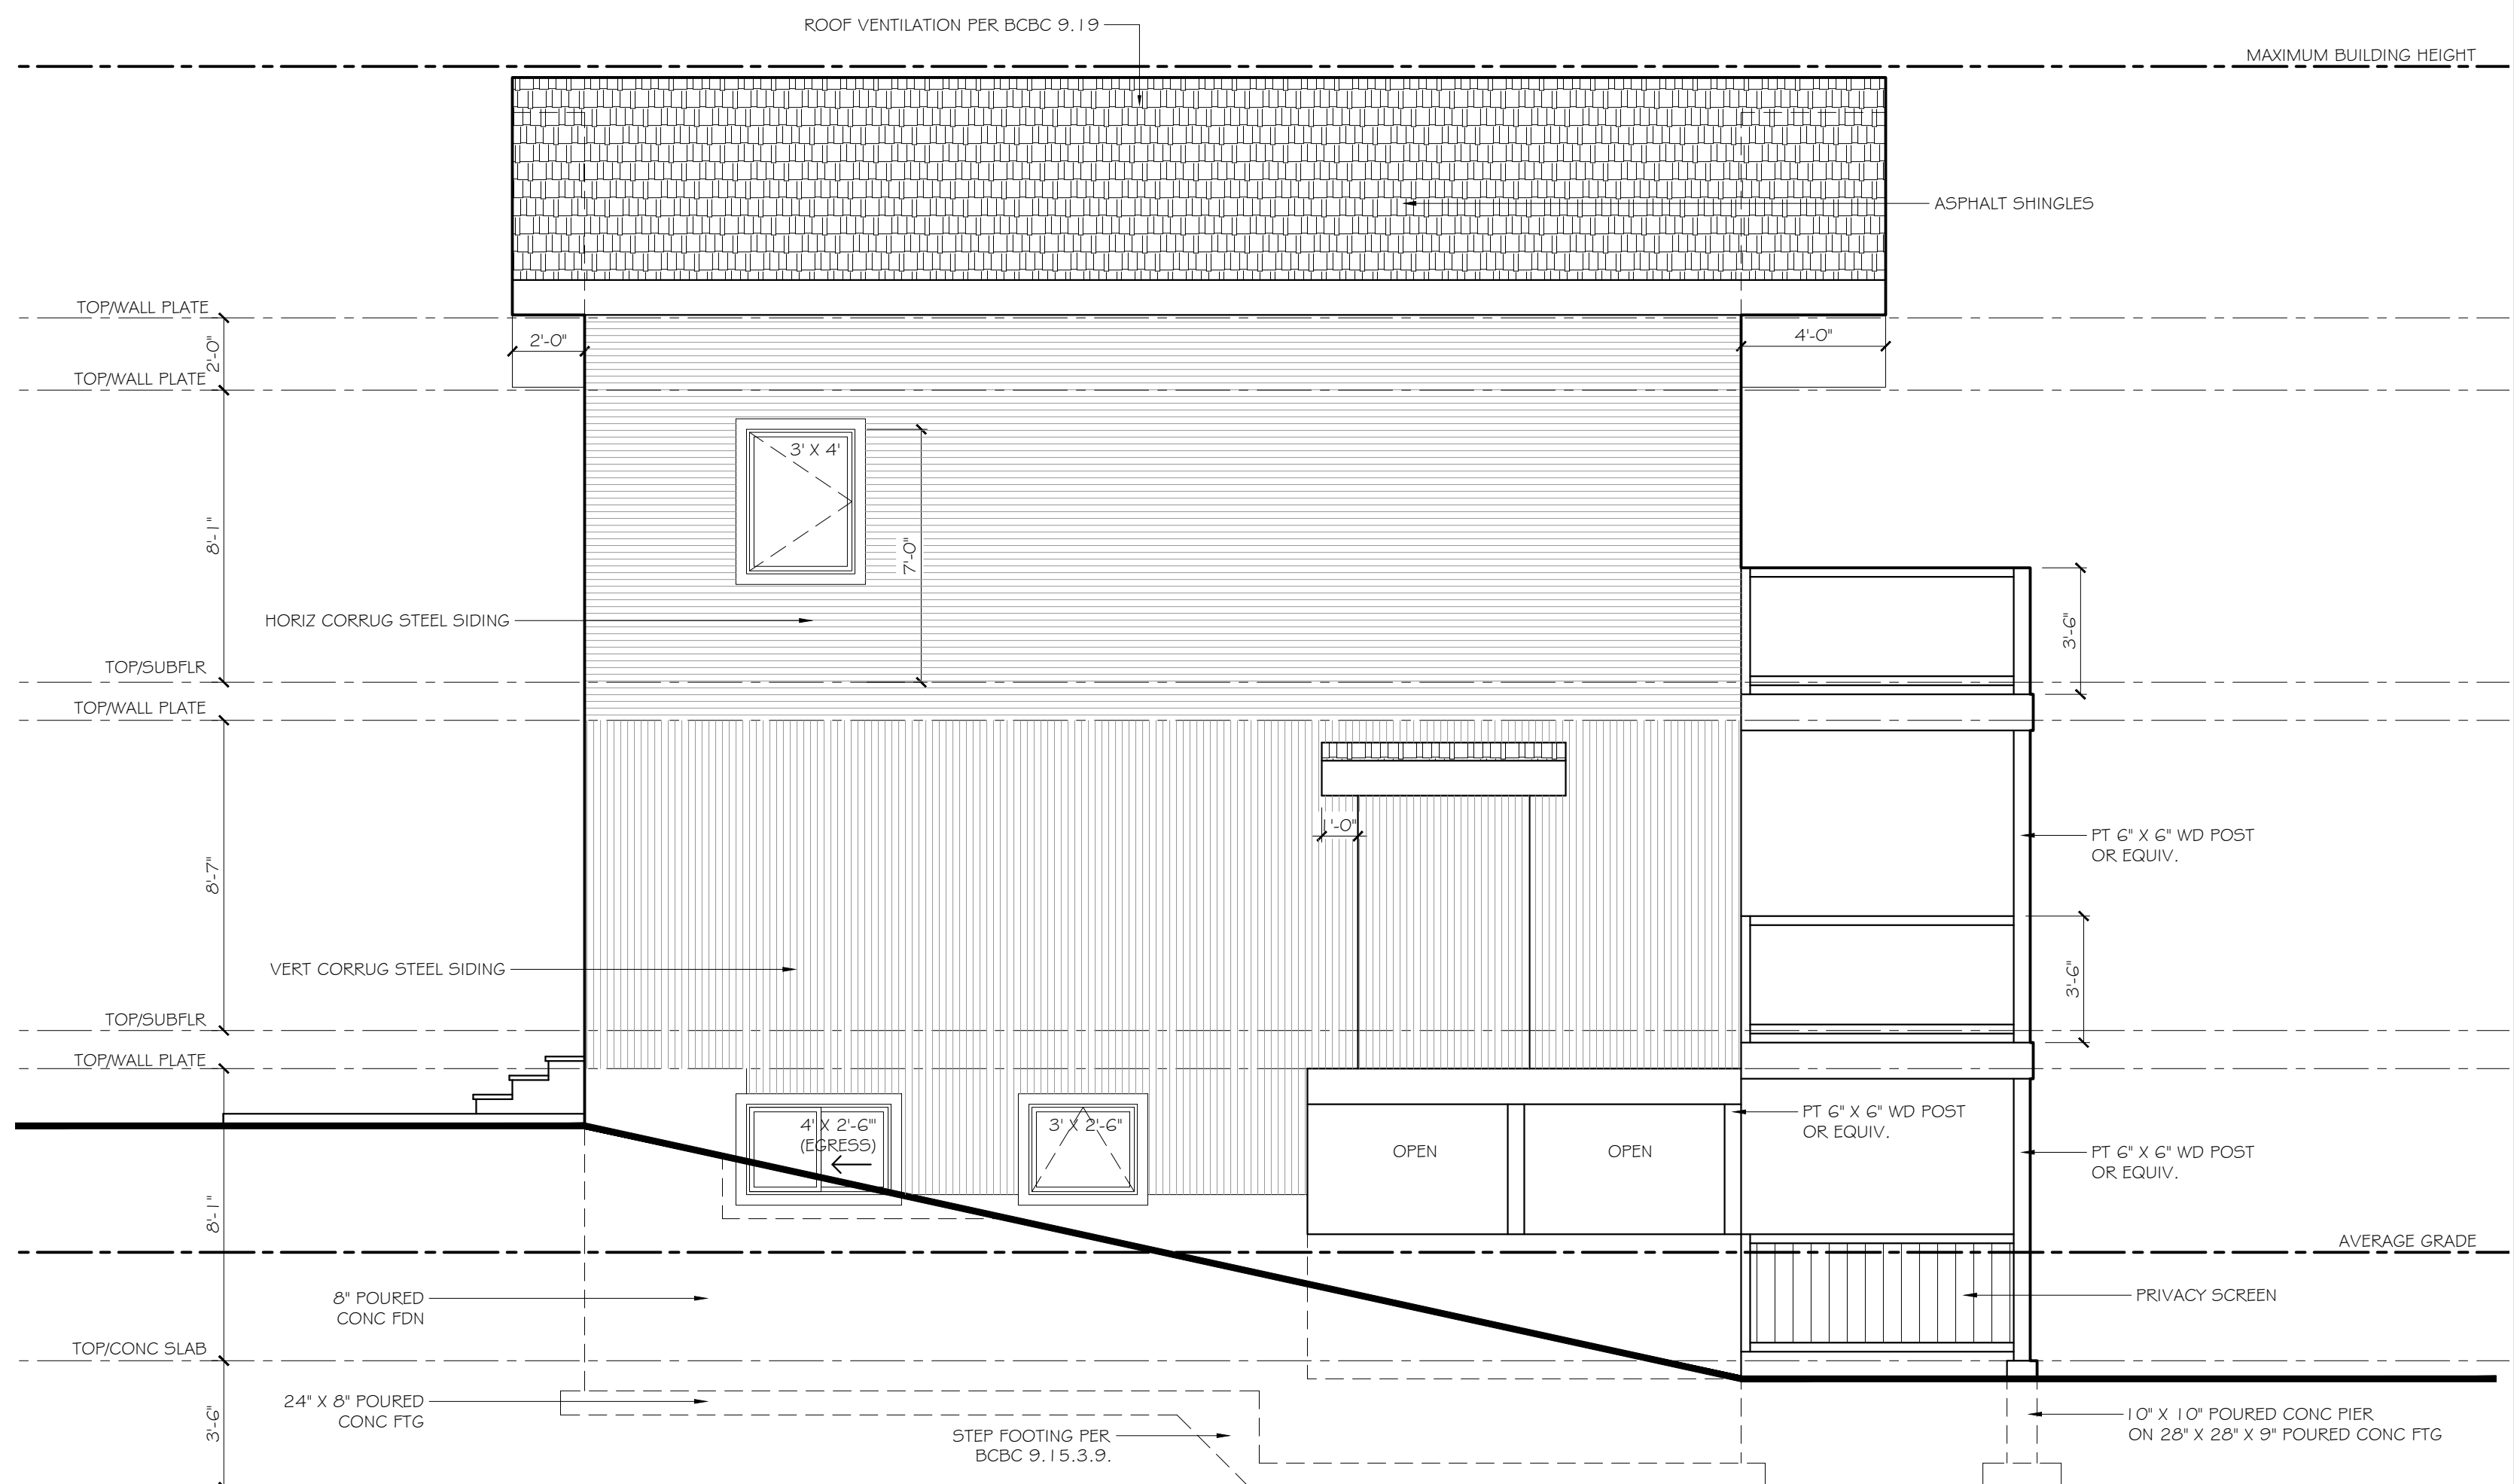 ROOF VENTILATION PER BCBC 9.19
MAXIMUM BUILDING HEIGHT
ASPHALT SHINGLES
TOP/WALL PLATE
2'-0"
2'-0"
4'-0"
TOP/WALL PLATE
3' X 4'
8'-1"
7'-0"
HORIZ CORRUG STEEL SIDING
3'-6"
TOP/SUBFLR
TOP/WALL PLATE
1'-0"
PT 6" X 6" WD POST
OR EQUIV.
8'-7"
VERT CORRUG STEEL SIDING
3'-6"
TOP/SUBFLR
TOP/WALL PLATE
4' X 2'-6'"
(EGRESS)
3' X 2'-6"
PT 6" X 6" WD POST
OR EQUIV.
OPEN
OPEN
PT 6" X 6" WD POST
OR EQUIV.
8'-1"
AVERAGE GRADE
8" POURED
CONC FDN
PRIVACY SCREEN
TOP/CONC SLAB
24" X 8" POURED
CONC FTG
3'-6"
STEP FOOTING PER
BCBC 9.15.3.9.
10" X 10" POURED CONC PIER
ON 28" X 28" X 9" POURED CONC FTG